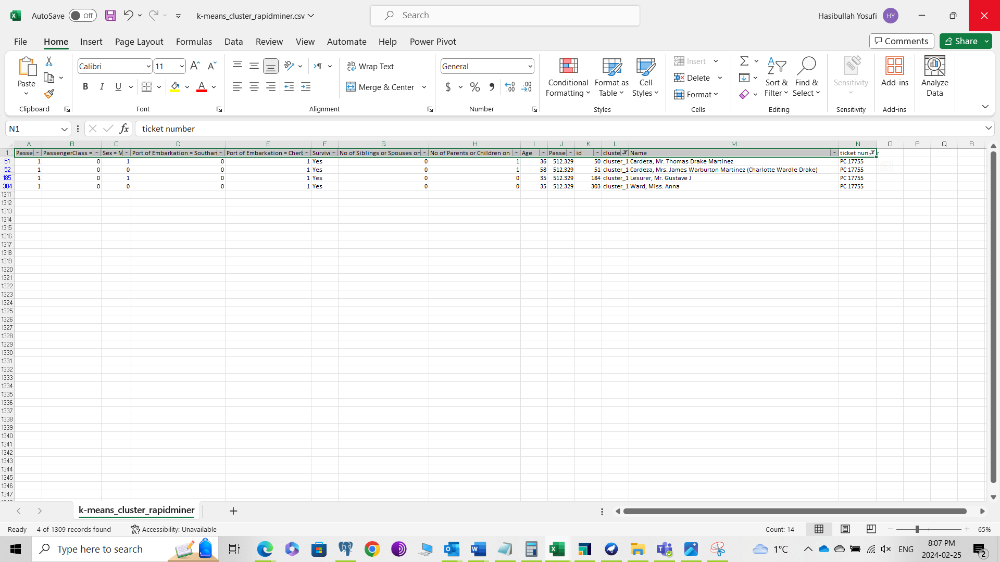 AutoSave Off k-means_cluster_rapidminer.csv Search Hasibullah Yosufi HY
File Home Insert Page Layout Formulas Data Review View Automate Help Power Pivot Comments Share
Paste Calibri 11 Wrap Text General Conditional Formatting Format as Table Cell Styles Insert Sort & Filter Find & Select Sensitivity Add-ins Analyze Data
B I U Merge & Center $ % Delete
Format
Clipboard Font Alignment Number Styles Cells Editing Sensitivity Add-ins
N1 fx ticket number
A B C D E F G H I J K L M N O P Q R
1 Passe PassengerClass = Sex = M Port of Embarkation = Southan Port of Embarkation = Cherl Survive No of Siblings or Spouses on No of Parents or Children on Age Passe id cluste Name ticket num r
51 1 0 1 0 1 Yes 0 1 36 512.329 50 cluster_1 Cardeza, Mr. Thomas Drake Martinez PC 17755
52 1 0 0 0 1 Yes 0 1 58 512.329 51 cluster_1 Cardeza, Mrs. James Warburton Martinez (Charlotte Wardle Drake) PC 17755
185 1 0 1 0 1 Yes 0 0 35 512.329 184 cluster_1 Lesurer, Mr. Gustave J PC 17755
304 1 0 0 0 1 Yes 0 0 35 512.329 303 cluster_1 Ward, Miss. Anna PC 17755
1311
1312
1313
1314
1315
1316
1317
1318
1319
1320
1321
1322
1323
1324
1325
1326
1327
1328
1329
1330
1331
1332
1333
1334
1335
1336
1337
1338
1339
1340
1341
1342
1343
1344
1345
1346
1347
k-means_cluster_rapidminer
Ready 4 of 1309 records found Accessibility: Unavailable Count: 14 65%
Type here to search 1°C ENG 8:07 PM
2024-02-25 2